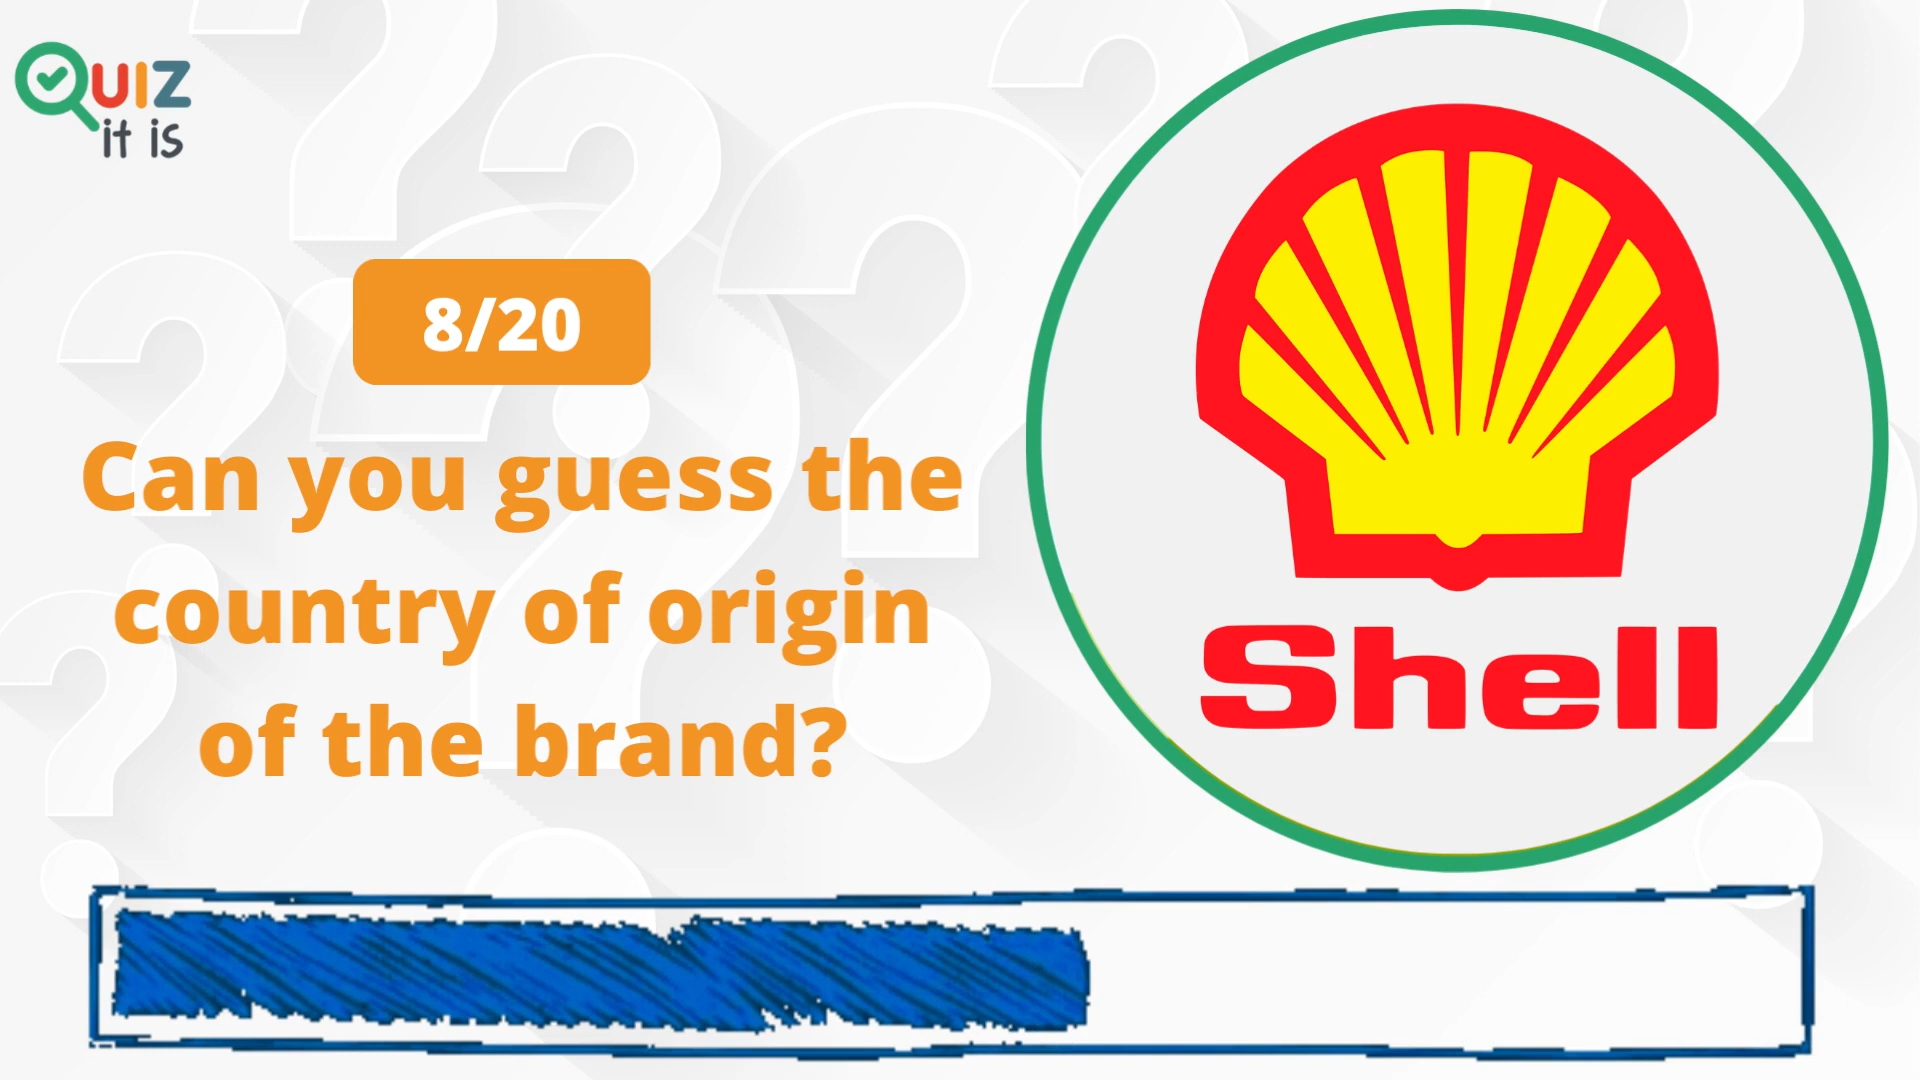 QUIZ
it is
8/20
Can you guess the
country of origin
of the brand?
Shell